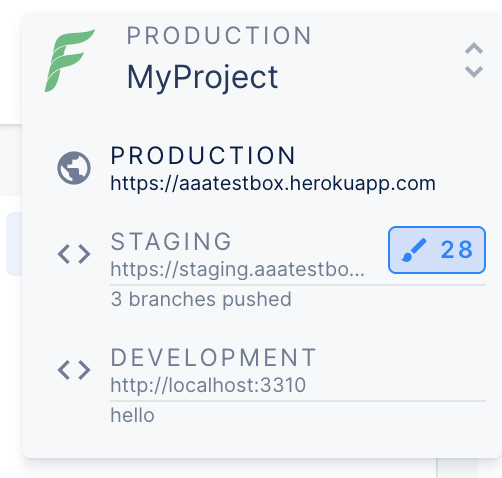 PRODUCTION
MyProject
PRODUCTION
https://aaatestbox.herokuapp.com
STAGING
https://staging.aaatestbo...
28
3 branches pushed
DEVELOPMENT
http://localhost:3310
hello